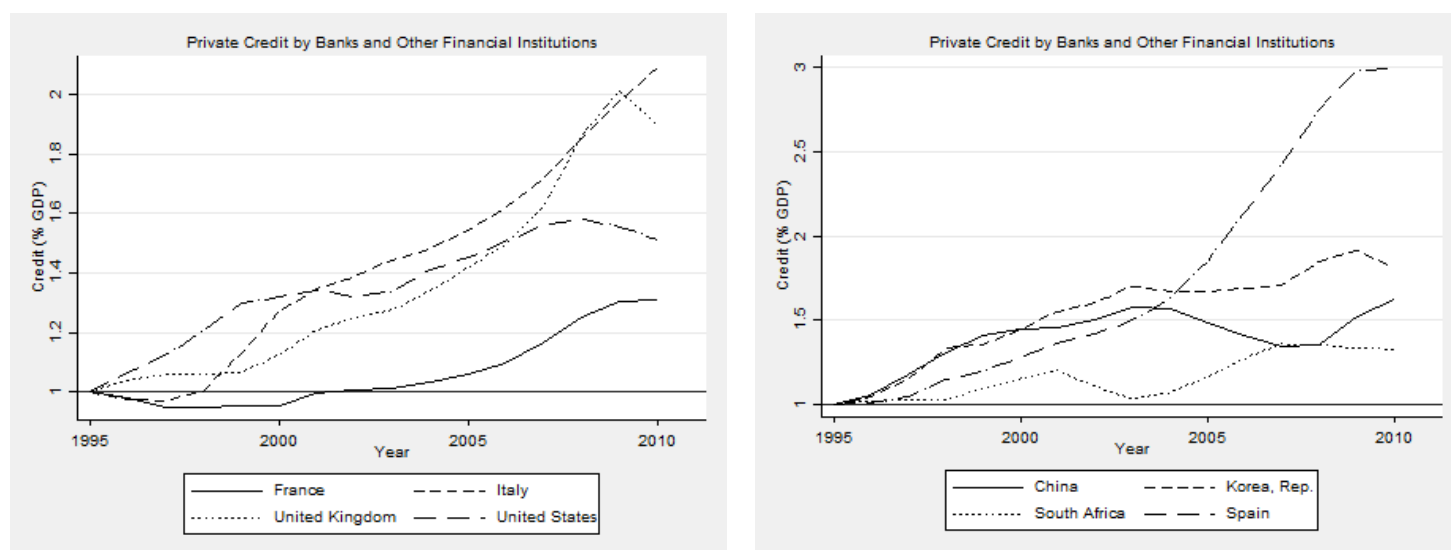 Private Credit by Banks and Other Financial Institutions
Credit (% GDP)
2
1.8
1.6
1.4
1.2
1
1995 2000 2005 2010
Year
France Italy
United Kingdom United States
Private Credit by Banks and Other Financial Institutions
Credit (% GDP)
3
2.5
2
1.5
1
1995 2000 2005 2010
Year
China Korea, Rep.
South Africa Spain